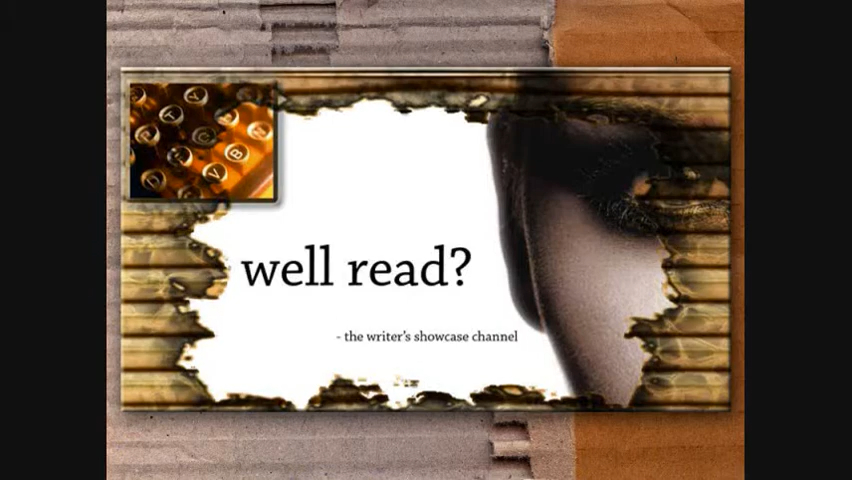 well read?
- the writer's showcase channel